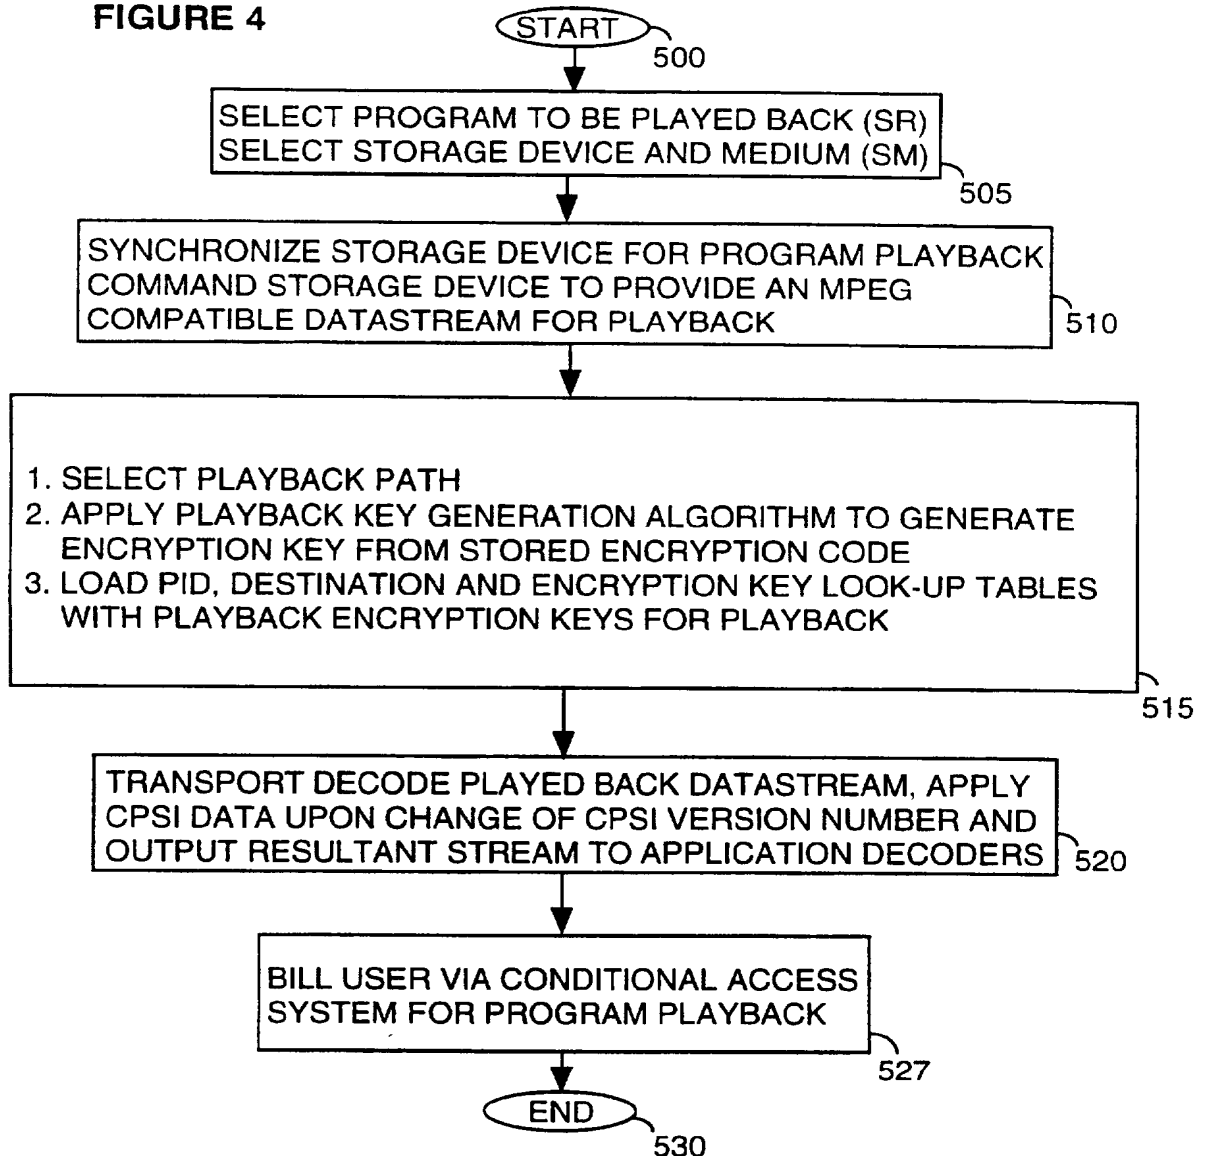 FIGURE 4
START
500
SELECT PROGRAM TO BE PLAYED BACK (SR)
SELECT STORAGE DEVICE AND MEDIUM (SM)
505
SYNCHRONIZE STORAGE DEVICE FOR PROGRAM PLAYBACK
COMMAND STORAGE DEVICE TO PROVIDE AN MPEG
COMPATIBLE DATASTREAM FOR PLAYBACK
510
1. SELECT PLAYBACK PATH
2. APPLY PLAYBACK KEY GENERATION ALGORITHM TO GENERATE
ENCRYPTION KEY FROM STORED ENCRYPTION CODE
3. LOAD PID, DESTINATION AND ENCRYPTION KEY LOOK-UP TABLES
WITH PLAYBACK ENCRYPTION KEYS FOR PLAYBACK
515
TRANSPORT DECODE PLAYED BACK DATASTREAM, APPLY
CPSI DATA UPON CHANGE OF CPSI VERSION NUMBER AND
OUTPUT RESULTANT STREAM TO APPLICATION DECODERS
520
BILL USER VIA CONDITIONAL ACCESS
SYSTEM FOR PROGRAM PLAYBACK
527
END
530